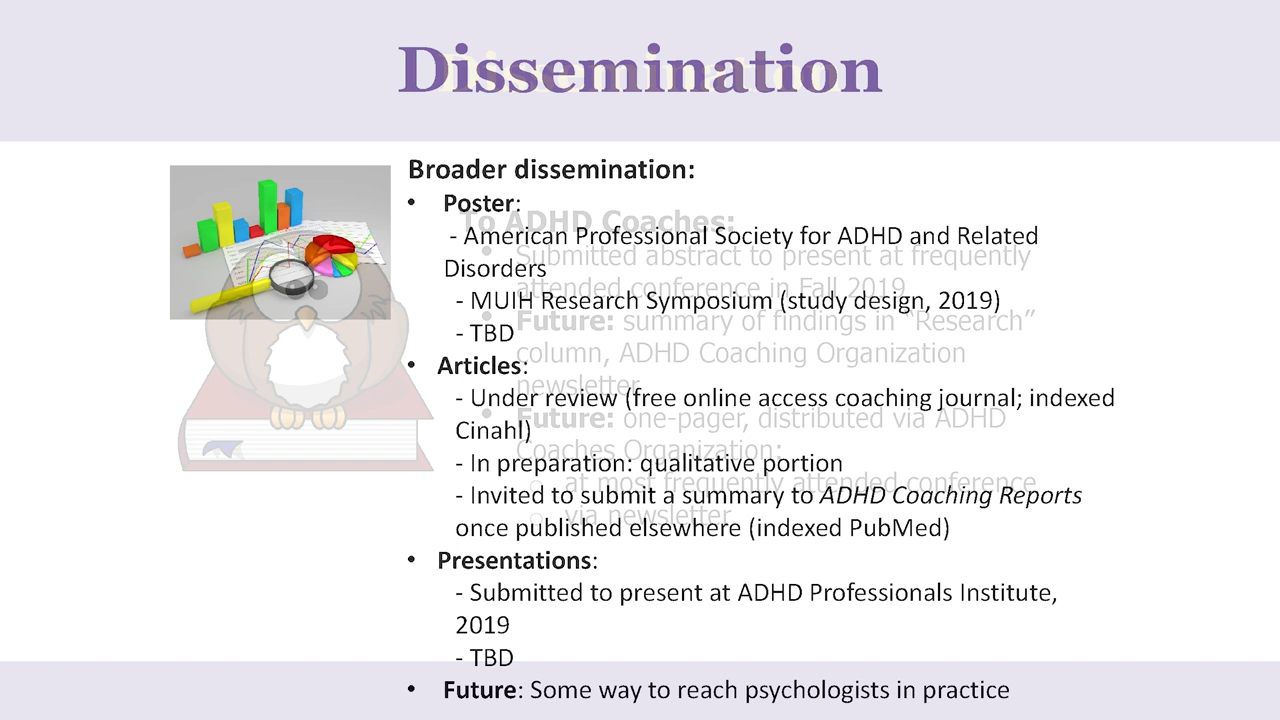 Dissemination
Broader dissemination:
• Poster:
- American Professional Society for ADHD and Related
Disorders
- MUIH Research Symposium (study design, 2019)
- TBD
• Articles:
- Under review (free online access coaching journal; indexed
Cinahl)
- In preparation: qualitative portion
- Invited to submit a summary to ADHD Coaching Reports
once published elsewhere (indexed PubMed)
• Presentations:
- Submitted to present at ADHD Professionals Institute,
2019
- TBD
• Future: Some way to reach psychologists in practice
To ADHD Coaches:
• Submitted abstract to present at frequently
attended conference in Fall 2019
• Future: summary of findings in “Research”
column, ADHD Coaching Organization
newsletter
• Future: one-pager, distributed via ADHD
Coaches Organization:
○ at most frequently attended conference
○ via newsletter